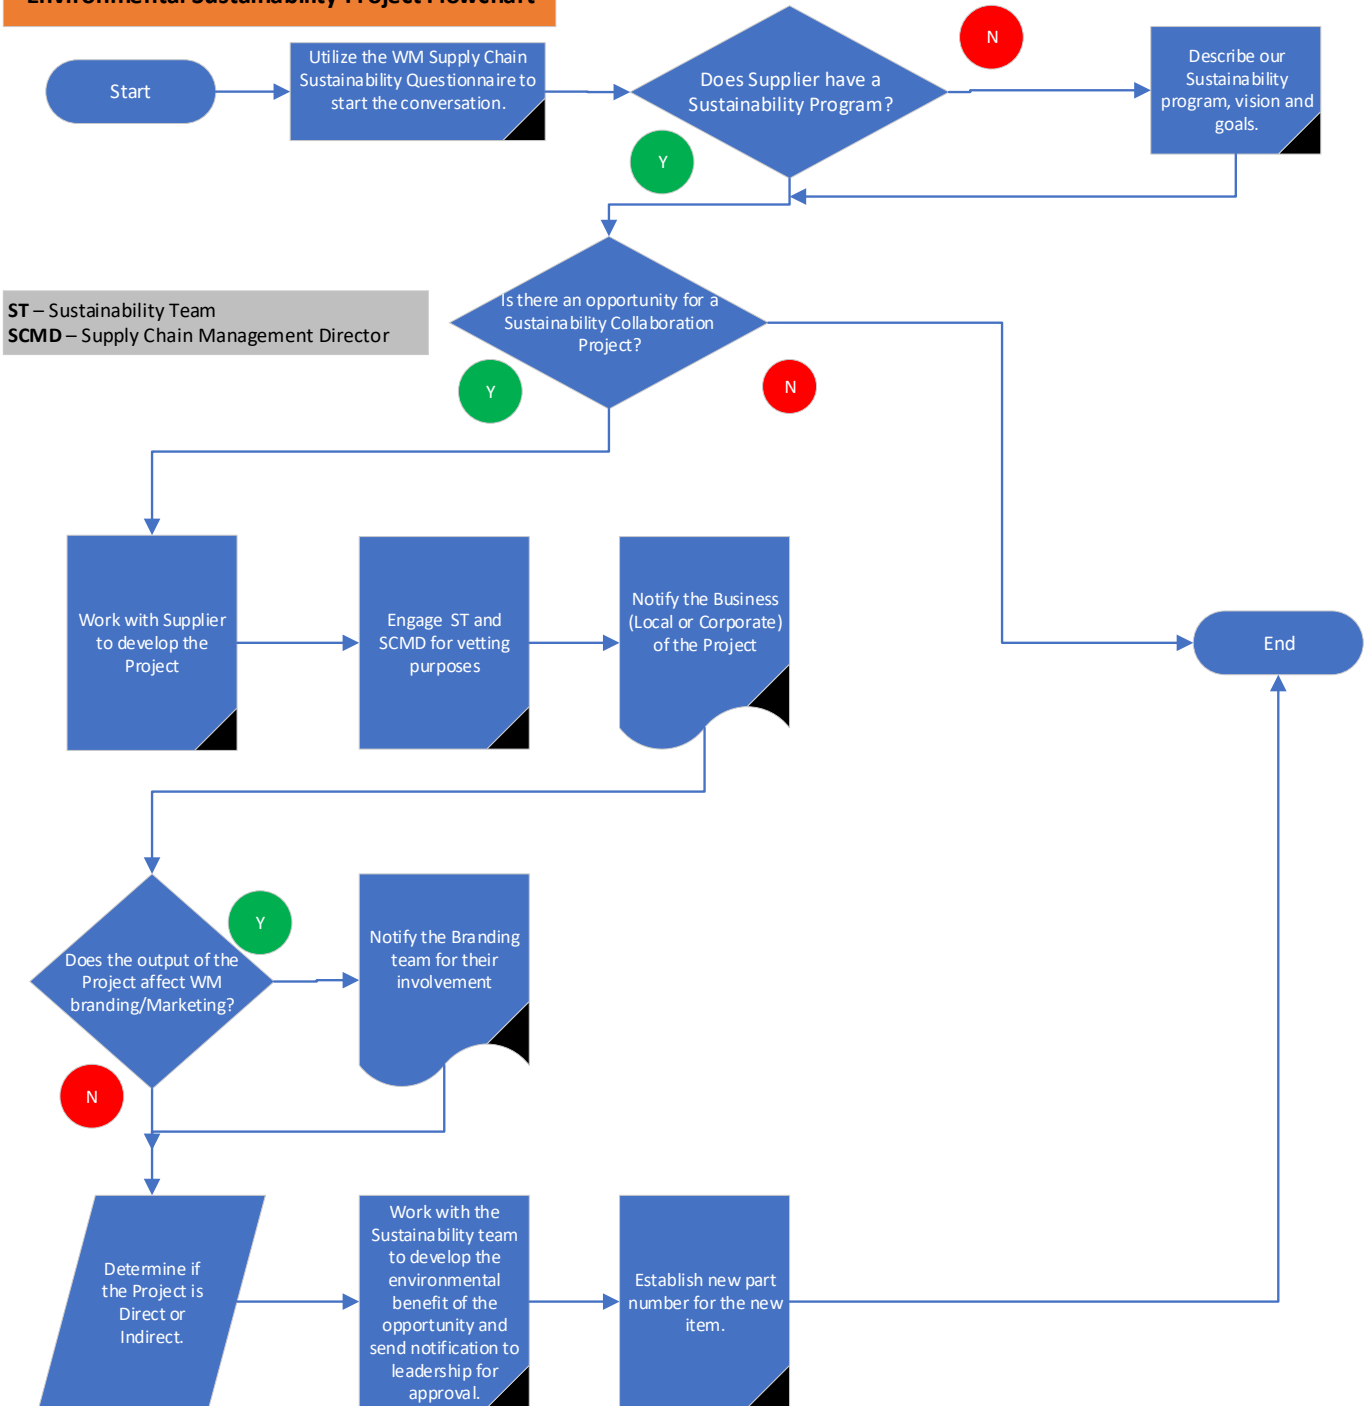 Environmental Sustainability Project Flowchart
Start
Utilize the WM Supply Chain
Sustainability Questionnaire to
start the conversation.
Does Supplier have a
Sustainability Program?
N
Describe our
Sustainability
program, vision and
goals.
Y
ST – Sustainability Team
SCMD – Supply Chain Management Director
Is there an opportunity for a
Sustainability Collaboration
Project?
Y
N
Work with Supplier
to develop the
Project
Engage ST and
SCMD for vetting
purposes
Notify the Business
(Local or Corporate)
of the Project
End
Does the output of the
Project affect WM
branding/Marketing?
Y
Notify the Branding
team for their
involvement
N
Determine if
the Project is
Direct or
Indirect.
Work with the
Sustainability team
to develop the
environmental
benefit of the
opportunity and
send notification to
leadership for
approval.
Establish new part
number for the new
item.